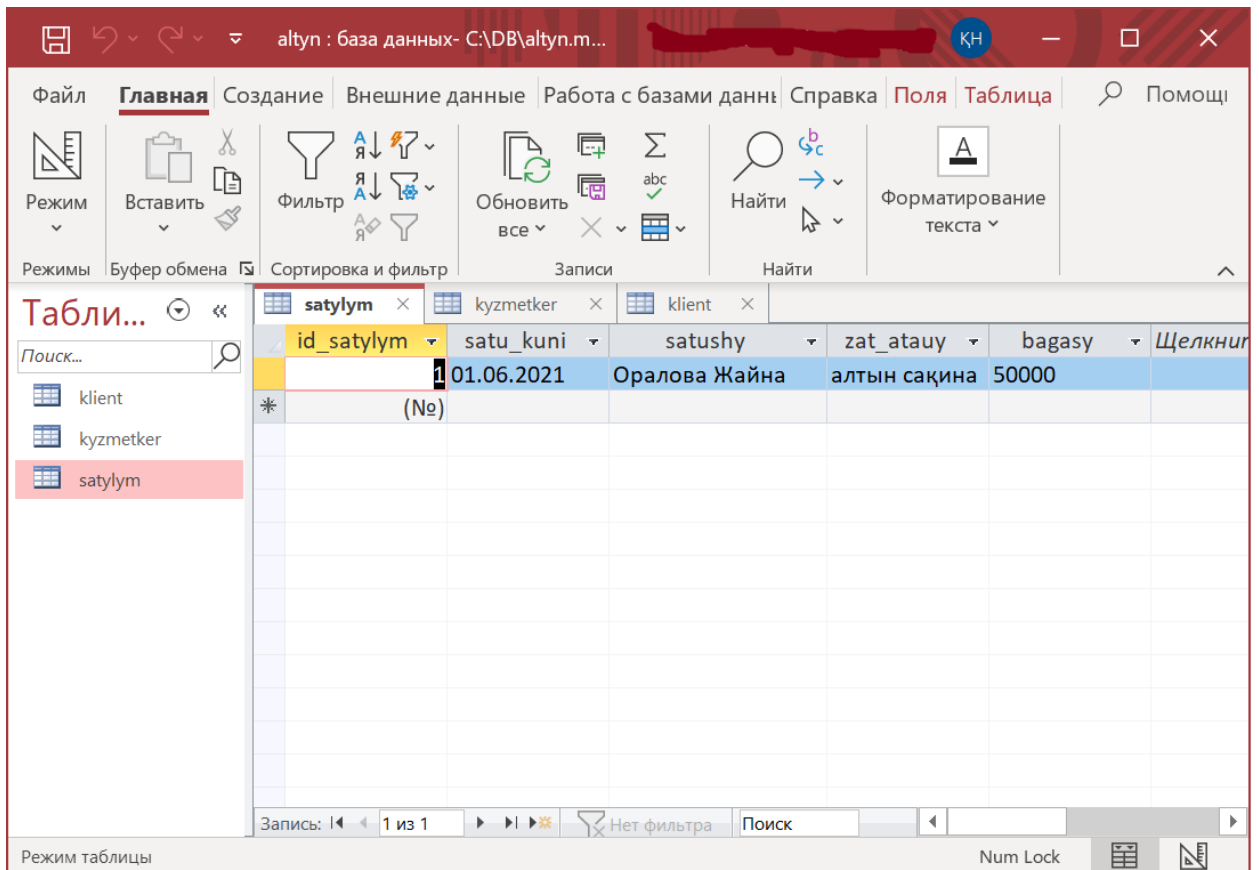 altyn : база данных- C:\DB\altyn.m...
ҚН
Файл Главная Создание Внешние данные Работа с базами данны Справка Поля Таблица Помощь
Режим
Вставить
Фильтр
Обновить
все
Найти
Форматирование
текста
Режимы Буфер обмена Сортировка и фильтр Записи Найти
Табли...
Поиск...
klient
kyzmetker
satylym
satylym kyzmetker klient
id_satylym satu_kuni satushy zat_atauy bagasy Щелкнит
1 01.06.2021 Оралова Жайна алтын сақина 50000
(№)
Запись: 1 из 1 Нет фильтра Поиск
Режим таблицы Num Lock